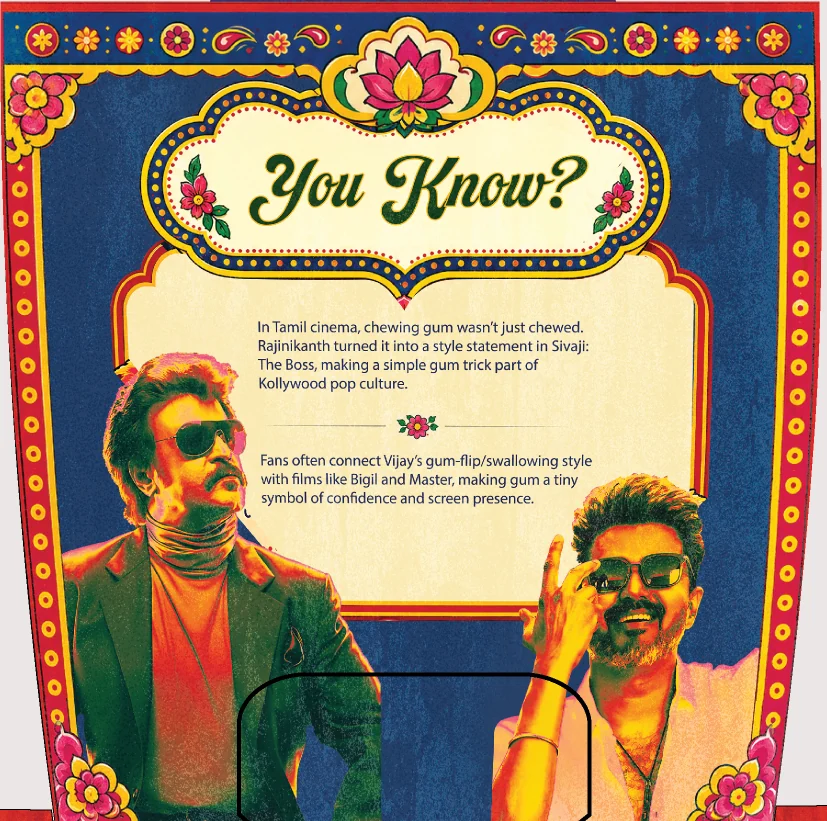 You Know?
In Tamil cinema, chewing gum wasn't just chewed.
Rajinikanth turned it into a style statement in Sivaji:
The Boss, making a simple gum trick part of
Kollywood pop culture.
Fans often connect Vijay's gum-flip/swallowing style
with films like Bigil and Master, making gum a tiny
symbol of confidence and screen presence.